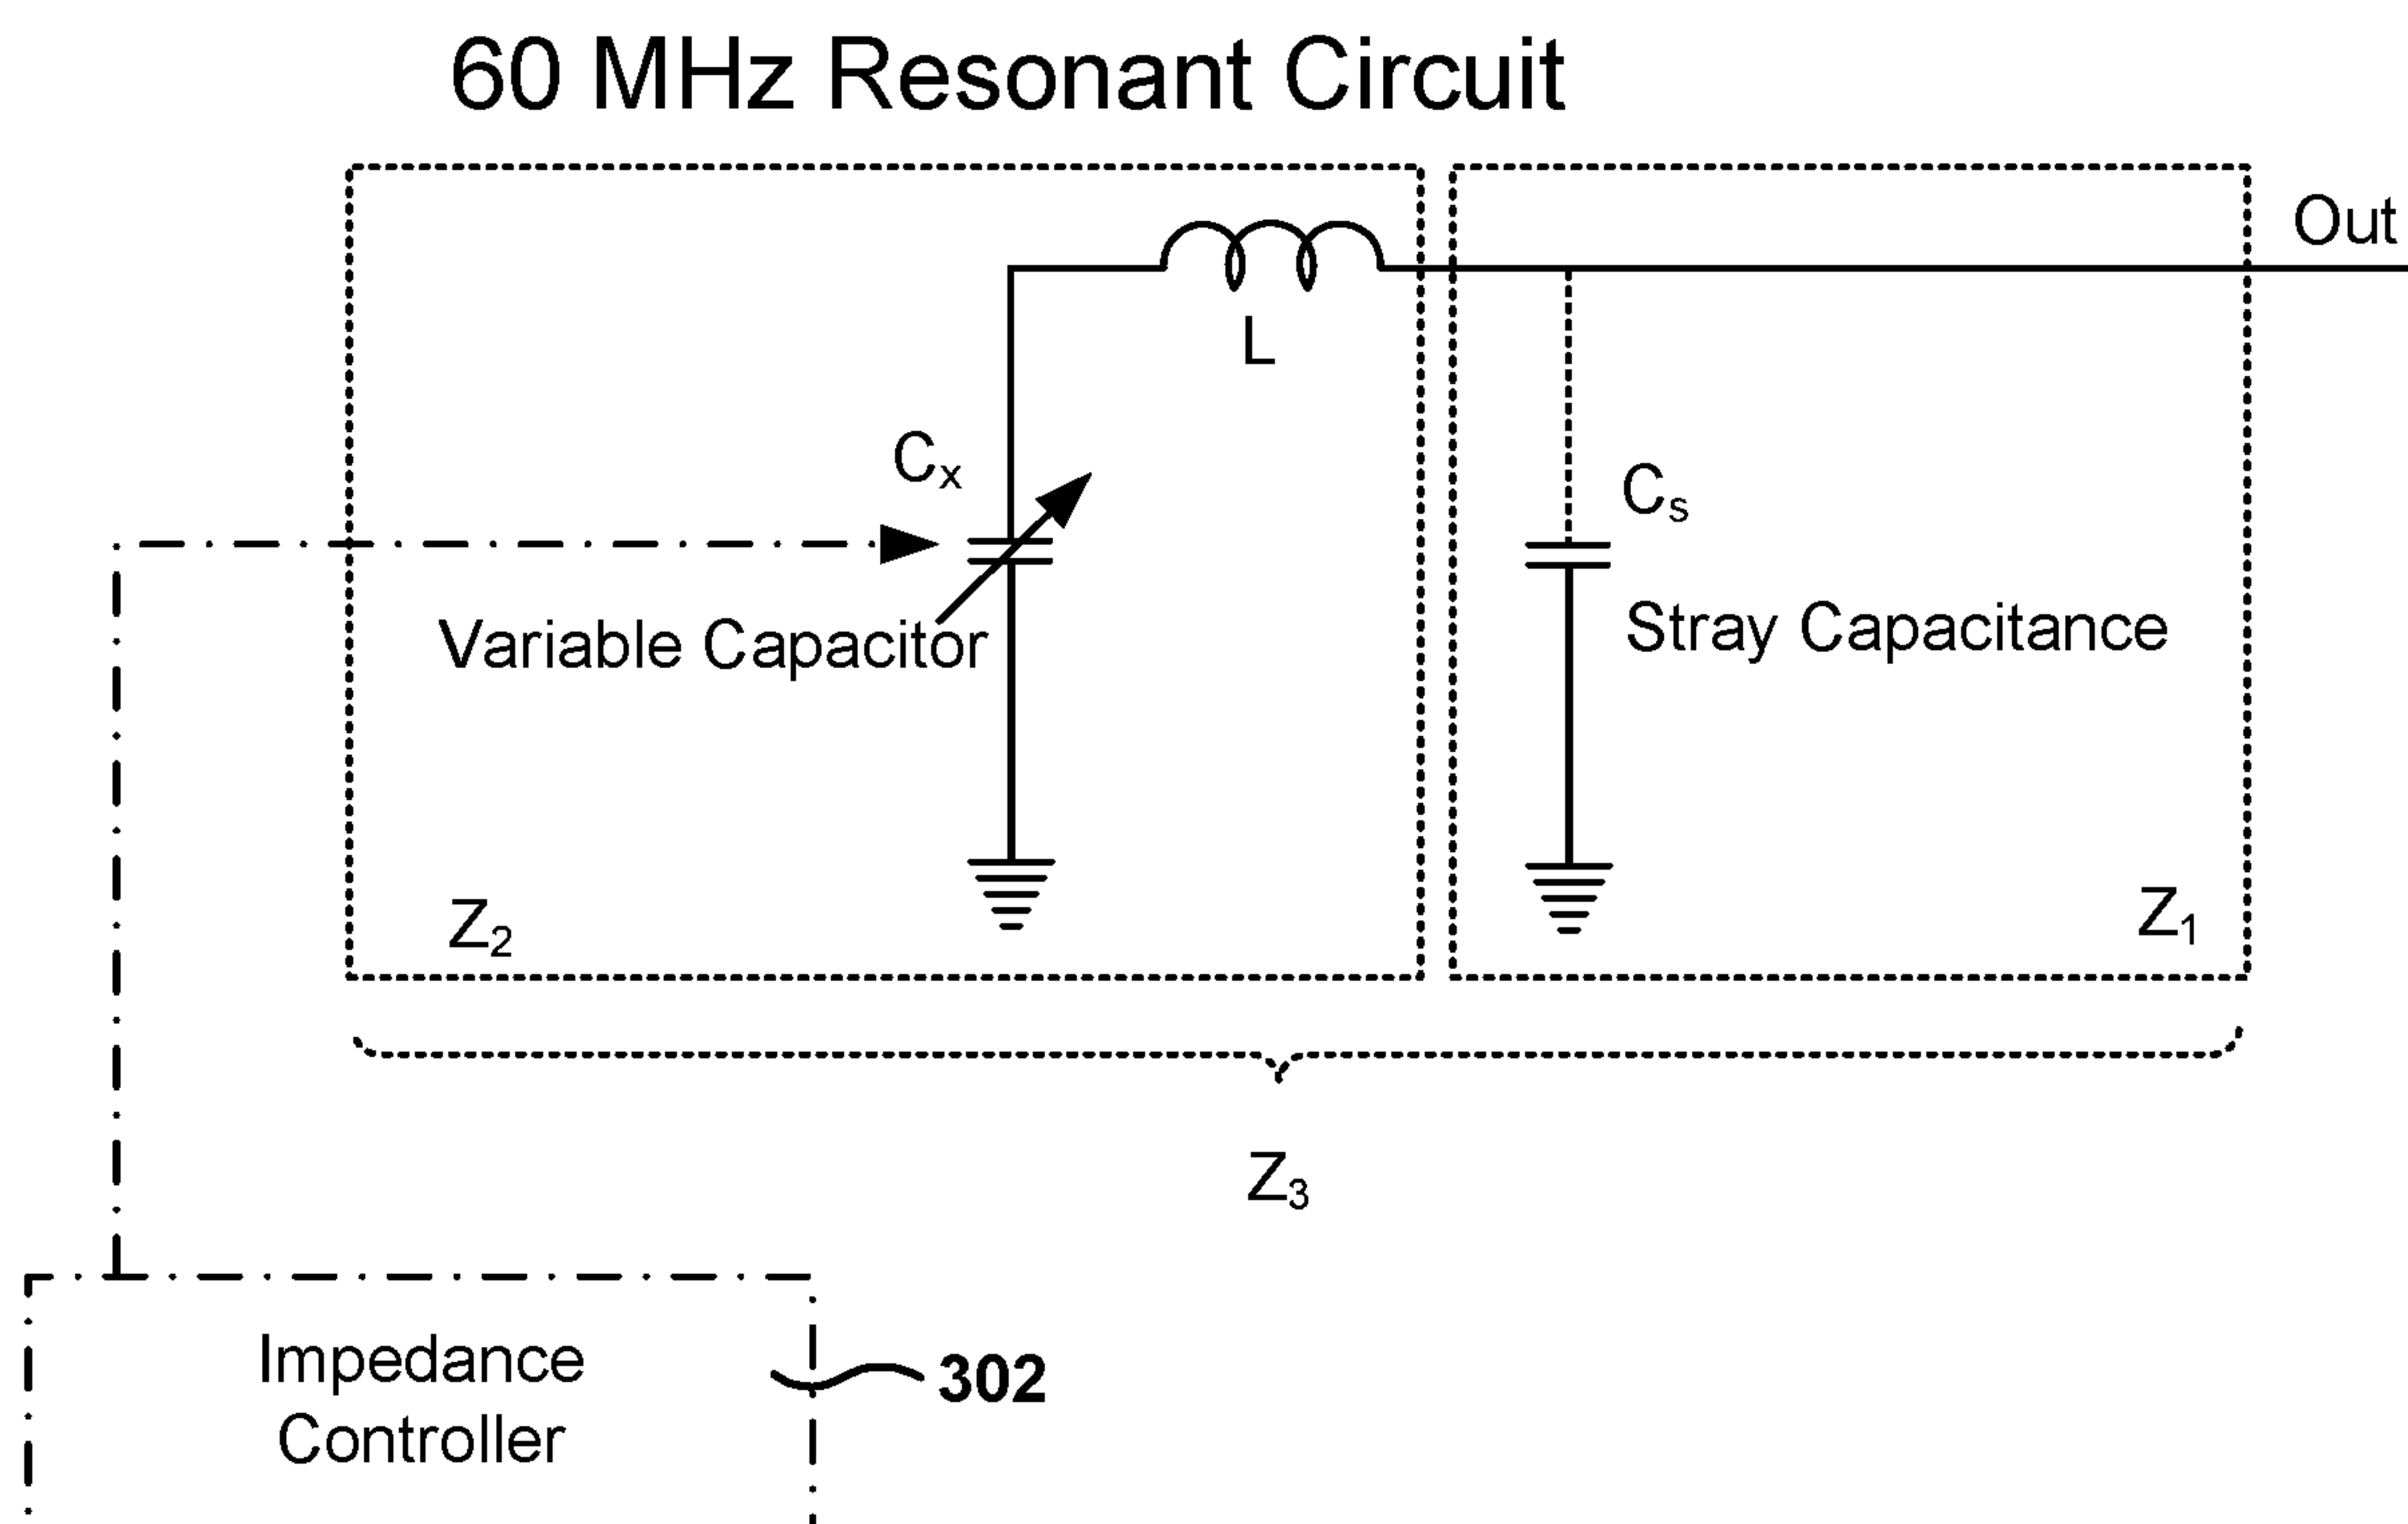 60 MHz Resonant Circuit
Out
L
Cx
Cs
Variable Capacitor
Stray Capacitance
Z2
Z1
Z3
Impedance
Controller
302